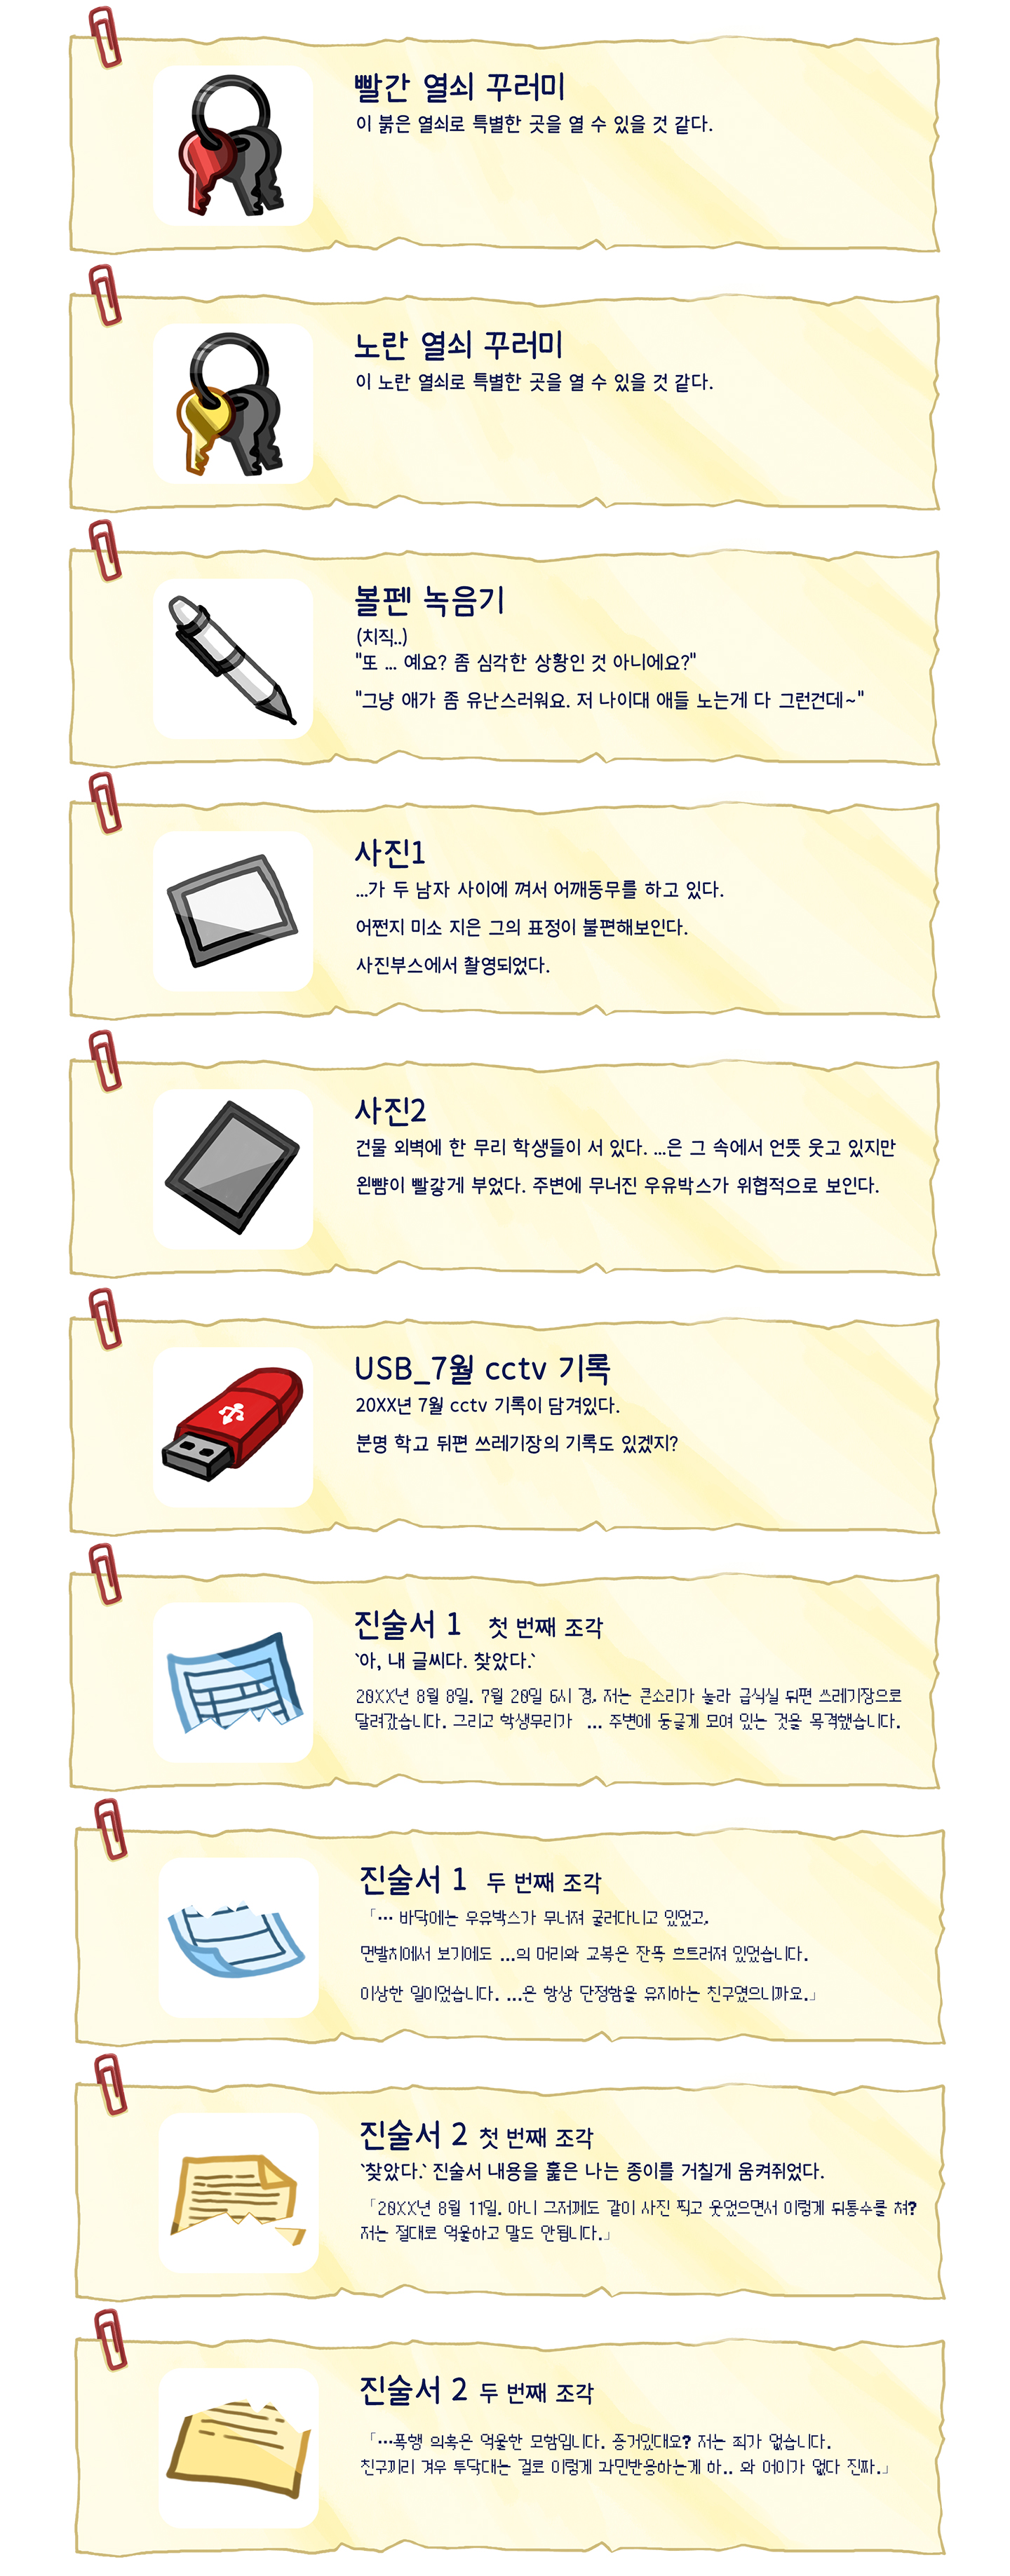 빨간 열쇠 꾸러미
이 붉은 열쇠로 특별한 곳을 열 수 있을 것 같다.
노란 열쇠 꾸러미
이 노란 열쇠로 특별한 곳을 열 수 있을 것 같다.
볼펜 녹음기
(치직..)
"또 ... 예요? 좀 심각한 상황인 것 아니에요?"
"그냥 애가 좀 유난스러워요. 저 나이대 애들 노는게 다 그런건데~"
사진1
...가 두 남자 사이에 껴서 어깨동무를 하고 있다.
어쩐지 미소 지은 그의 표정이 불편해보인다.
사진부스에서 촬영되었다.
사진2
건물 외벽에 한 무리 학생들이 서 있다. ...은 그 속에서 언뜻 웃고 있지만
왼뺨이 빨갛게 부었다. 주변에 무너진 우유박스가 위협적으로 보인다.
USB_7월 cctv 기록
20XX년 7월 cctv 기록이 담겨있다.
분명 학교 뒤편 쓰레기장의 기록도 있겠지?
진술서 1 첫 번째 조각
`아, 내 글씨다. 찾았다.`
20XX년 8월 8일. 7월 20일 6시 경, 저는 큰소리가 놀라 급식실 뒤편 쓰레기장으로
달려갔습니다. 그리고 학생무리가 ... 주변에 둥글게 모여 있는 것을 목격했습니다.
진술서 1 두 번째 조각
「… 바닥에는 우유박스가 무너져 굴러다니고 있었고,
먼발치에서 보기에도 ...의 머리와 교복은 잔뜩 흐트러져 있었습니다.
이상한 일이었습니다. ...은 항상 단정함을 유지하는 친구였으니까요.」
진술서 2 첫 번째 조각
`찾았다.` 진술서 내용을 훑은 나는 종이를 거칠게 움켜쥐었다.
「20XX년 8월 11일. 아니 그저께도 같이 사진 찍고 웃었으면서 이렇게 뒤통수를 쳐?
저는 절대로 억울하고 말도 안됩니다.」
진술서 2 두 번째 조각
「…폭행 의혹은 억울한 모함입니다. 증거있대요? 저는 죄가 없습니다.
친구끼리 겨우 투닥대는 걸로 이렇게 과민반응하는게 하.. 와 어이가 없다 진짜.」